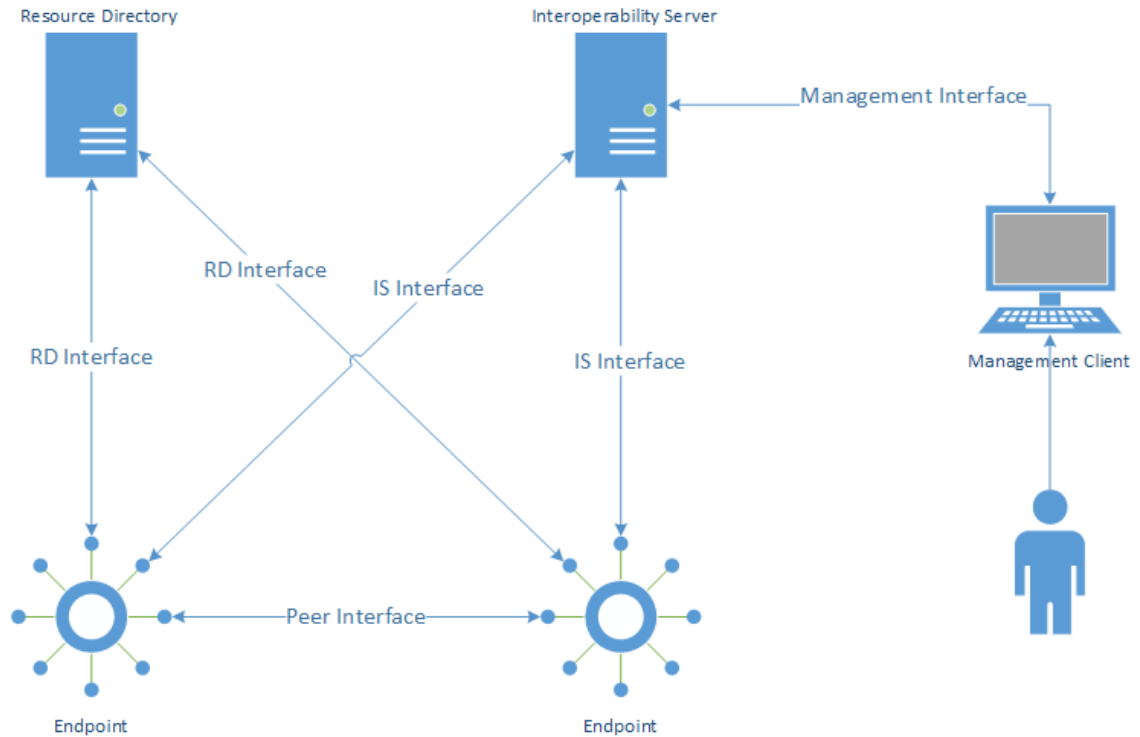 Resource Directory
Interoperability Server
Management Interface
RD Interface
IS Interface
RD Interface
IS Interface
Management Client
Peer Interface
Endpoint
Endpoint